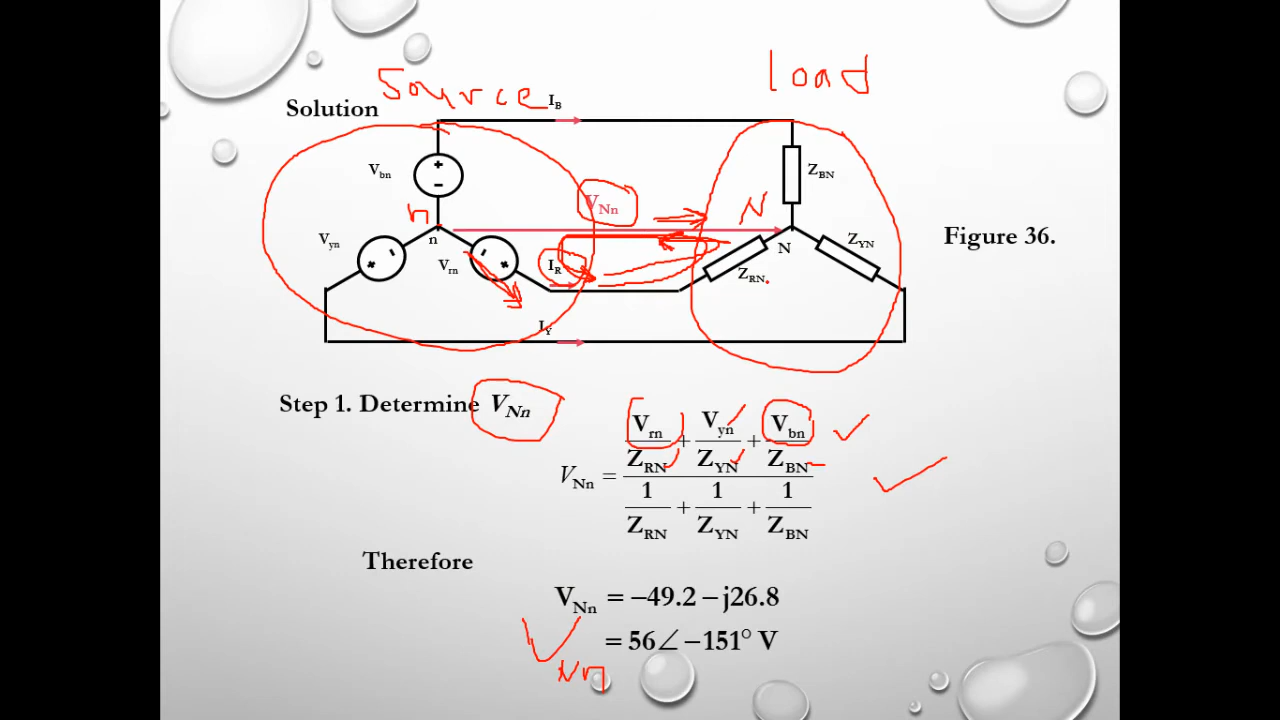 Source
load
Solution
I_B
V_bn
Z_BN
V_Nn
n
N
V_yn
n
V_rn
I_R
N
Z_YN
Z_RN
Figure 36.
I_Y
Step 1. Determine V_Nn
V_Nn = (V_rn/Z_RN + V_yn/Z_YN + V_bn/Z_BN) / (1/Z_RN + 1/Z_YN + 1/Z_BN)
Therefore
V_Nn = −49.2 − j26.8
= 56∠−151° V
Nn